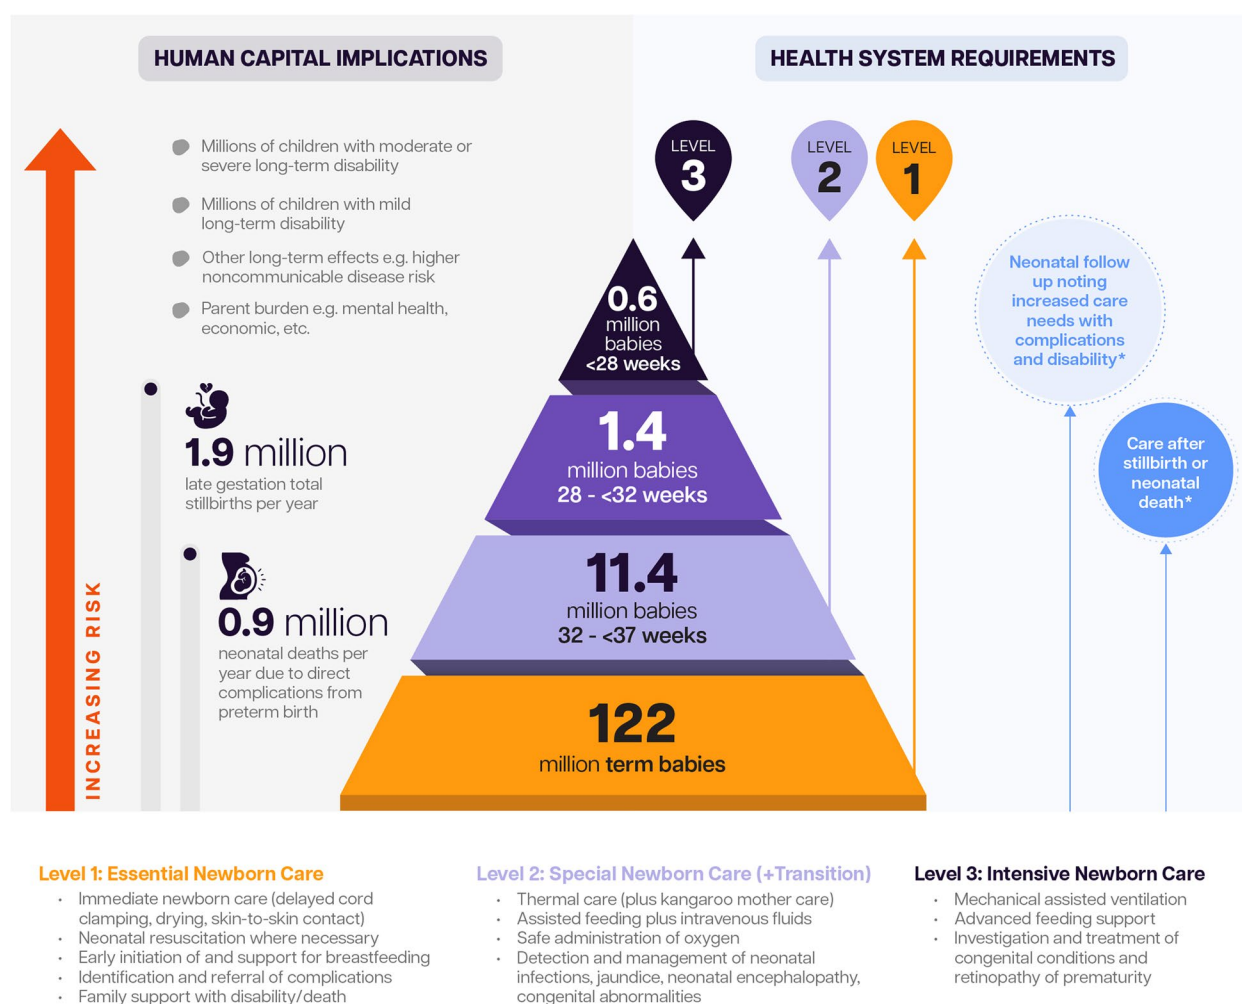 HUMAN CAPITAL IMPLICATIONS
HEALTH SYSTEM REQUIREMENTS
Millions of children with moderate or
severe long-term disability
Millions of children with mild
long-term disability
Other long-term effects e.g. higher
noncommunicable disease risk
Parent burden e.g. mental health,
economic, etc.
INCREASING RISK
1.9 million
late gestation total
stillbirths per year
0.9 million
neonatal deaths per
year due to direct
complications from
preterm birth
LEVEL
3
LEVEL
2
LEVEL
1
0.6
million
babies
<28 weeks
1.4
million babies
28 - <32 weeks
11.4
million babies
32 - <37 weeks
122
million term babies
Neonatal follow
up noting
increased care
needs with
complications
and disability*
Care after
stillbirth or
neonatal
death*
Level 1: Essential Newborn Care
· Immediate newborn care (delayed cord
clamping, drying, skin-to-skin contact)
· Neonatal resuscitation where necessary
· Early initiation of and support for breastfeeding
· Identification and referral of complications
· Family support with disability/death
Level 2: Special Newborn Care (+Transition)
· Thermal care (plus kangaroo mother care)
· Assisted feeding plus intravenous fluids
· Safe administration of oxygen
· Detection and management of neonatal
infections, jaundice, neonatal encephalopathy,
congenital abnormalities
Level 3: Intensive Newborn Care
· Mechanical assisted ventilation
· Advanced feeding support
· Investigation and treatment of
congenital conditions and
retinopathy of prematurity